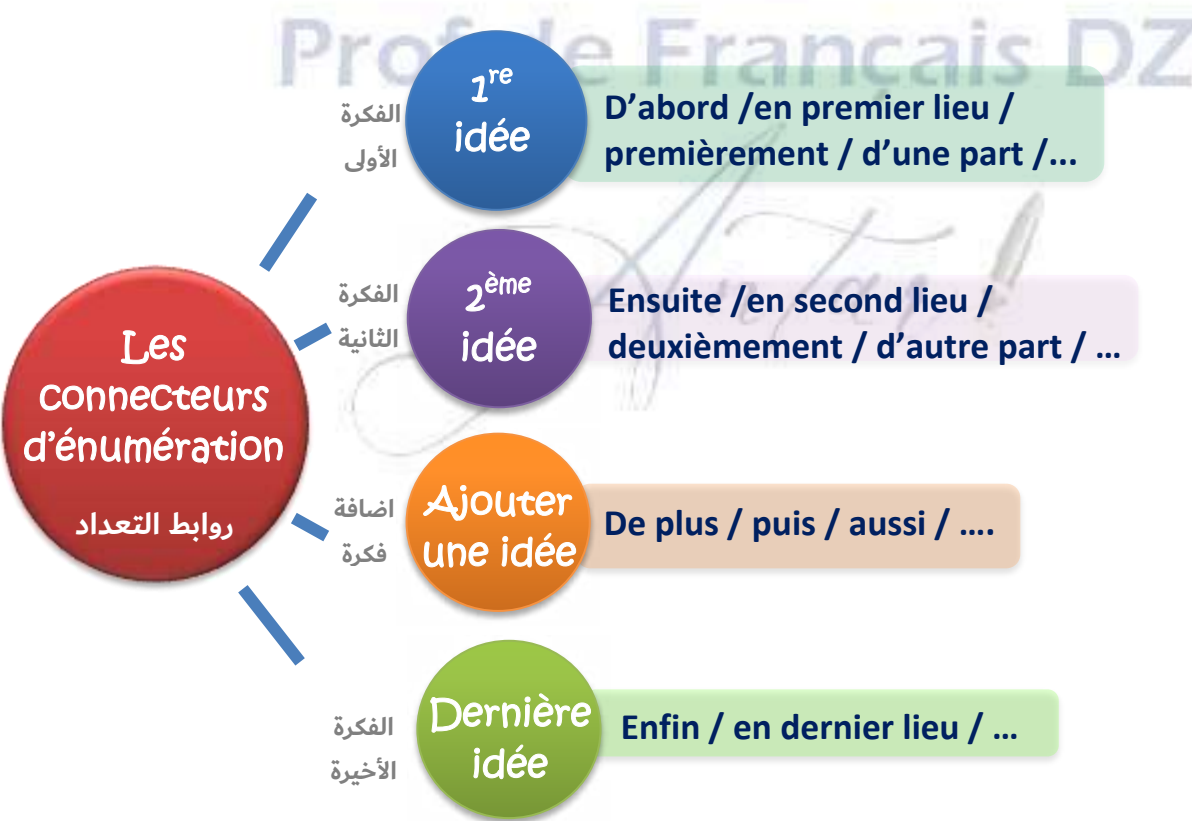 Prof de Français DZ
Antar
Les
connecteurs
d'énumération
روابط التعداد
1re
idée
الفكرة
الأولى
D'abord /en premier lieu /
premièrement / d'une part /...
2ème
idée
الفكرة
الثانية
Ensuite /en second lieu /
deuxièmement / d'autre part / …
Ajouter
une idée
اضافة
فكرة
De plus / puis / aussi / ….
Dernière
idée
الفكرة
الأخيرة
Enfin / en dernier lieu / …